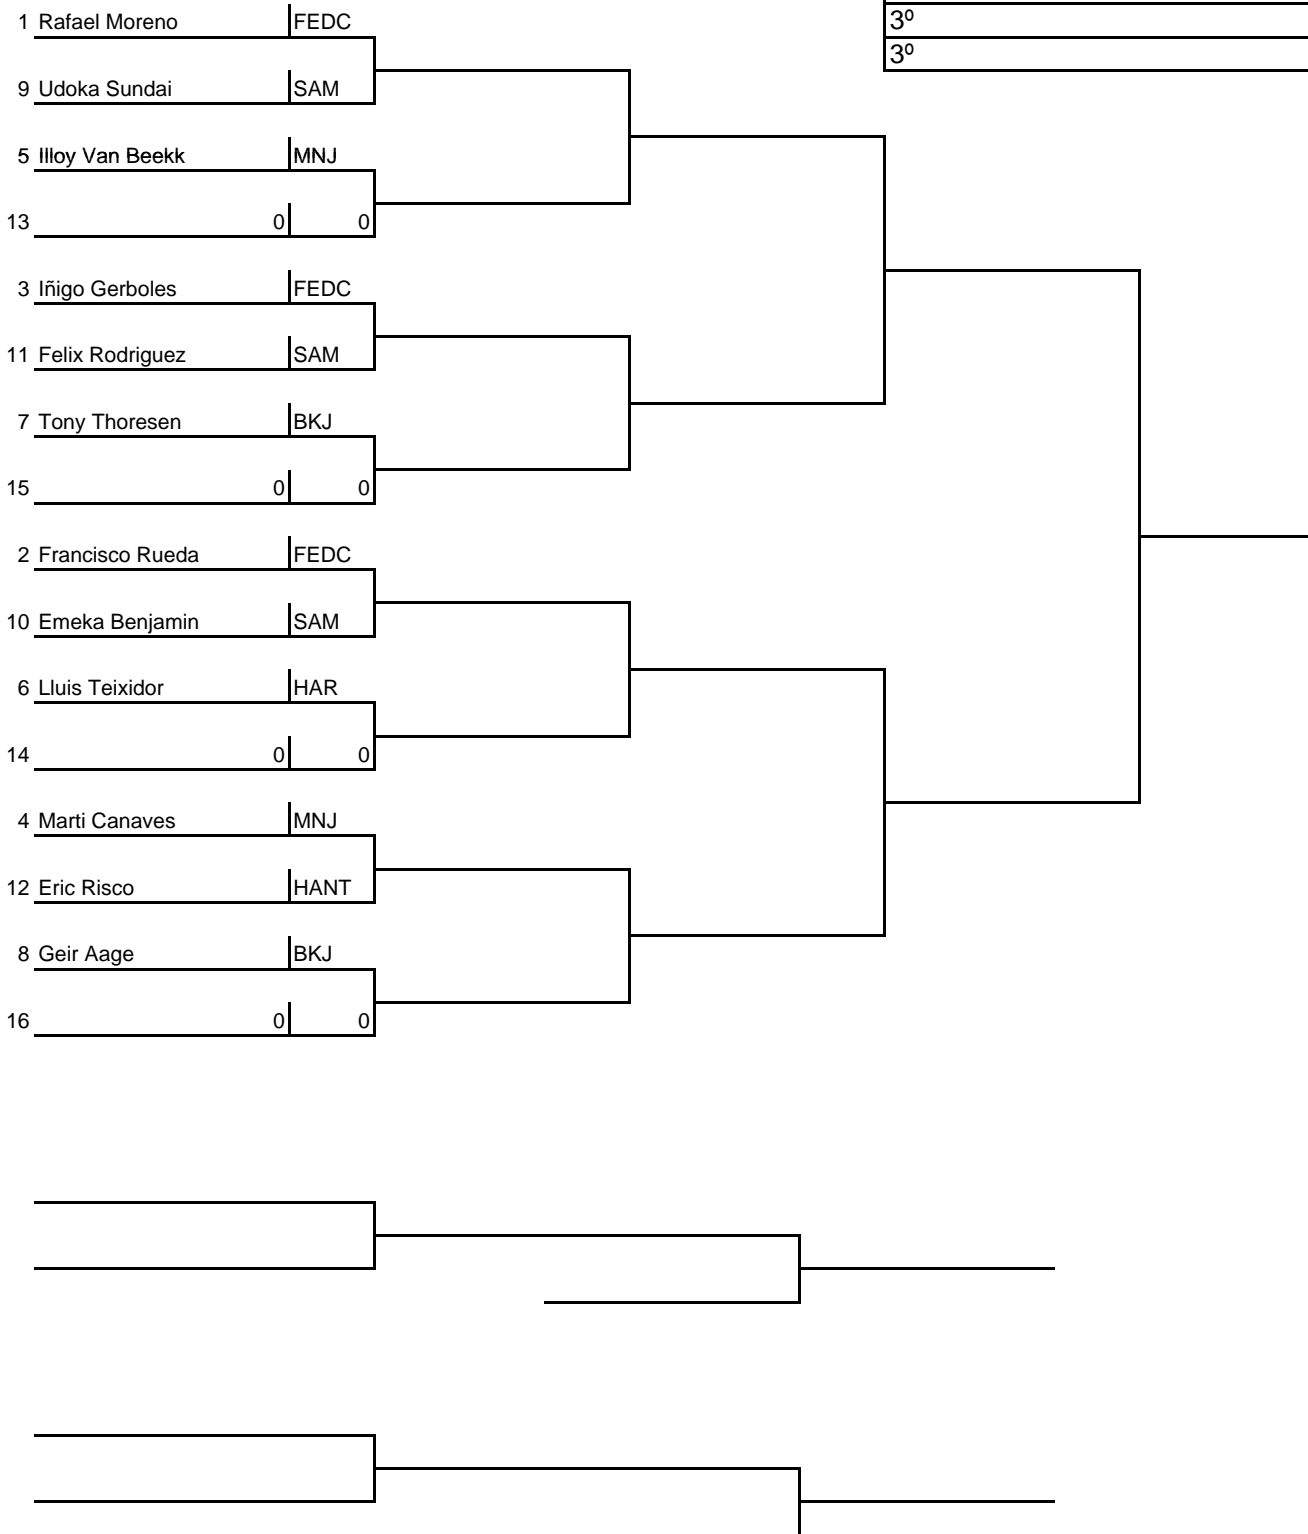 1 Rafael Moreno FEDC
3º
3º
9 Udoka Sundai SAM
5 Illoy Van Beekk MNJ
13 0 0
3 Iñigo Gerboles FEDC
11 Felix Rodriguez SAM
7 Tony Thoresen BKJ
15 0 0
2 Francisco Rueda FEDC
10 Emeka Benjamin SAM
6 Lluis Teixidor HAR
14 0 0
4 Marti Canaves MNJ
12 Eric Risco HANT
8 Geir Aage BKJ
16 0 0